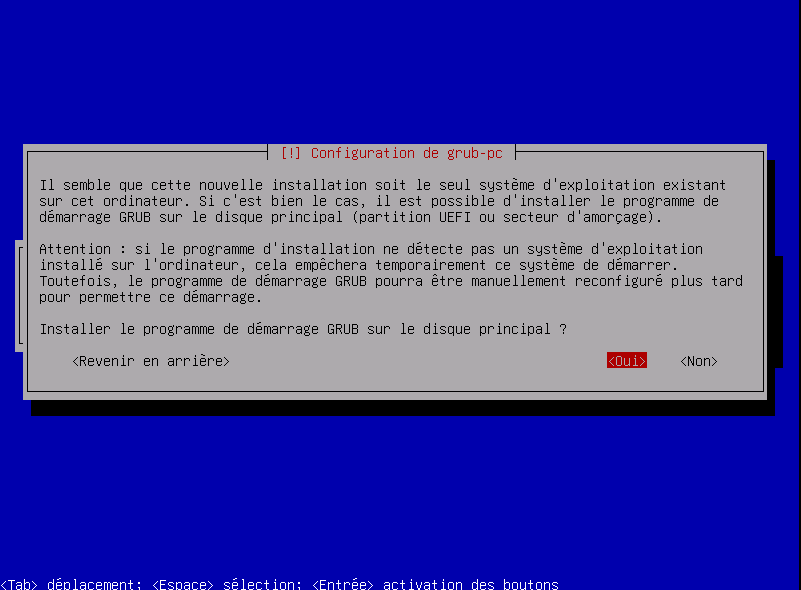 [!] Configuration de grub-pc
Il semble que cette nouvelle installation soit le seul système d'exploitation existant
sur cet ordinateur. Si c'est bien le cas, il est possible d'installer le programme de
démarrage GRUB sur le disque principal (partition UEFI ou secteur d'amorçage).
Attention : si le programme d'installation ne détecte pas un système d'exploitation
installé sur l'ordinateur, cela empêchera temporairement ce système de démarrer.
Toutefois, le programme de démarrage GRUB pourra être manuellement reconfiguré plus tard
pour permettre ce démarrage.
Installer le programme de démarrage GRUB sur le disque principal ?
<Revenir en arrière> <Oui> <Non>
<Tab> déplacement; <Espace> sélection; <Entrée> activation des boutons